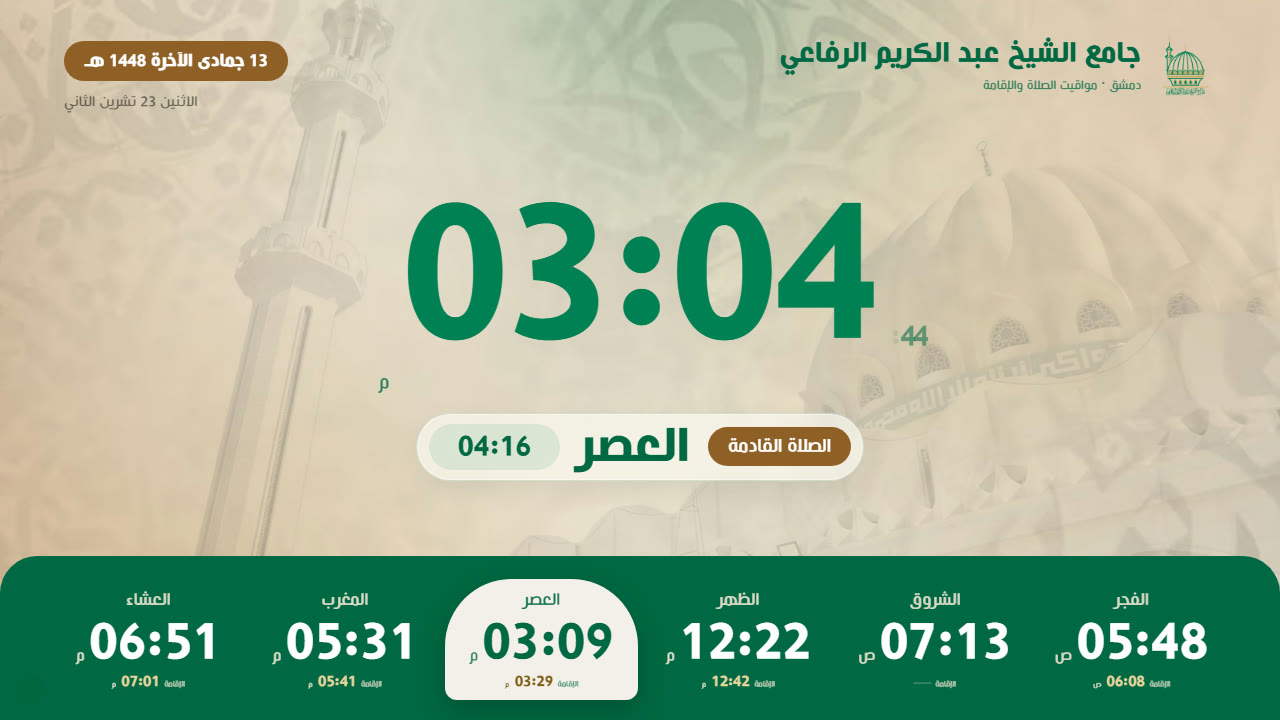 جامع الشيخ عبد الكريم الرفاعي
دمشق · مواقيت الصلاة والإقامة
13 جمادى الآخرة 1448 هـ
الاثنين 23 تشرين الثاني
03:04
:44
م
الصلاة القادمة العصر 04:16
الفجر
05:48 ص
الإقامة 06:08 ص
الشروق
07:13 ص
الإقامة —
الظهر
12:22 م
الإقامة 12:42 م
العصر
03:09 م
الإقامة 03:29 م
المغرب
05:31 م
الإقامة 05:41 م
العشاء
06:51 م
الإقامة 07:01 م